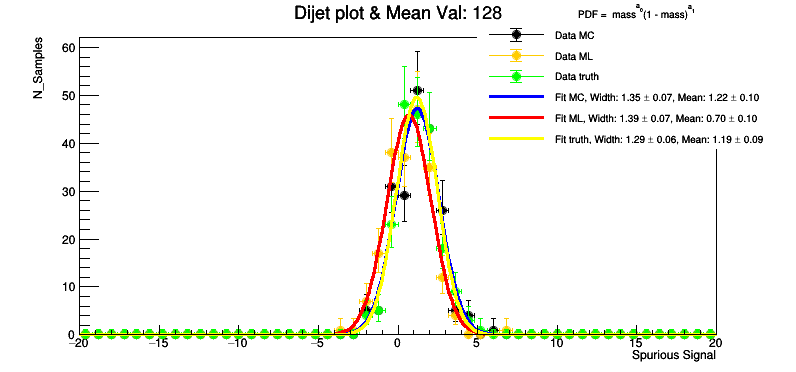 Dijet plot & Mean Val: 128
PDF = mass^a0 (1 - mass)^a1
Data MC
Data ML
Data truth
Fit MC, Width: 1.35 ± 0.07, Mean: 1.22 ± 0.10
Fit ML, Width: 1.39 ± 0.07, Mean: 0.70 ± 0.10
Fit truth, Width: 1.29 ± 0.06, Mean: 1.19 ± 0.09
N_Samples
60
50
40
30
20
10
0
−20 −15 −10 −5 0 5 10 15 20
Spurious Signal